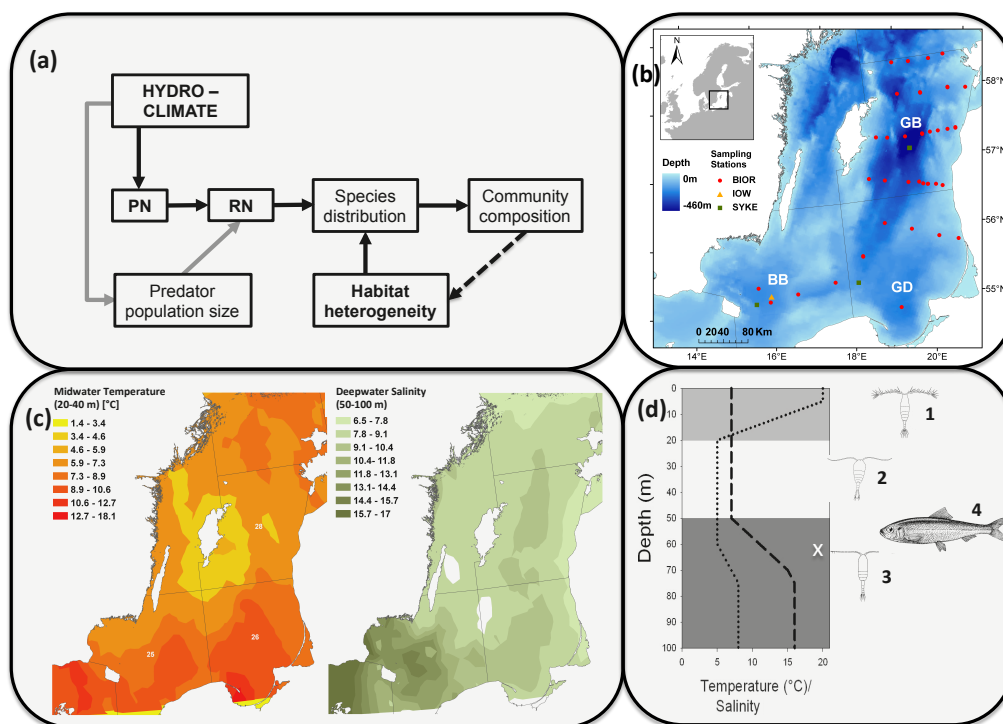 (a)
HYDRO –
CLIMATE
PN
RN
Species
distribution
Community
composition
Predator
population size
Habitat
heterogeneity
(b)
N
GB
BB
GD
Depth
0m
-460m
Sampling
Stations
BIOR
IOW
SYKE
0 20 40 80 Km
58°N
57°N
56°N
55°N
14°E
16°E
18°E
20°E
(c)
Midwater Temperature
(20-40 m) [°C]
1.4 - 3.4
3.4 - 4.6
4.6 - 5.9
5.9 - 7.3
7.3 - 8.9
8.9 - 10.6
10.6 - 12.7
12.7 - 18.1
28
26
25
Deepwater Salinity
(50-100 m)
6.5 - 7.8
7.8 - 9.1
9.1 - 10.4
10.4- 11.8
11.8 - 13.1
13.1- 14.4
14.4 - 15.7
15.7 - 17
(d)
Depth (m)
0
10
20
30
40
50
60
70
80
90
100
0 5 10 15 20
Temperature (°C)/
Salinity
X
1
2
3
4